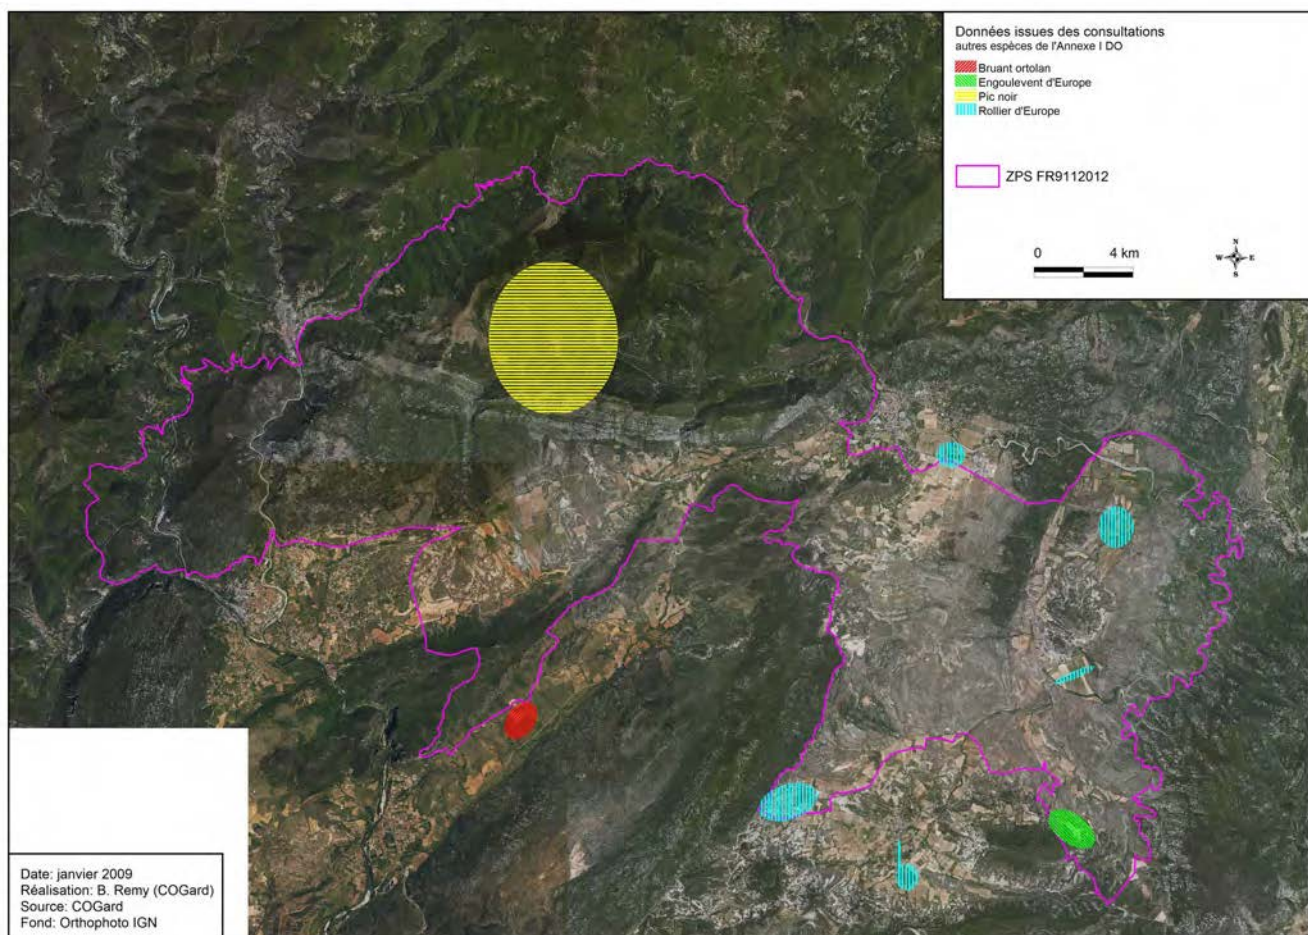 Données issues des consultations
autres espèces de l'Annexe I DO
Bruant ortolan
Engoulevent d'Europe
Pic noir
Rollier d'Europe
ZPS FR9112012
0 4 km
N
W E
S
Date: janvier 2009
Réalisation: B. Remy (COGard)
Source: COGard
Fond: Orthophoto IGN